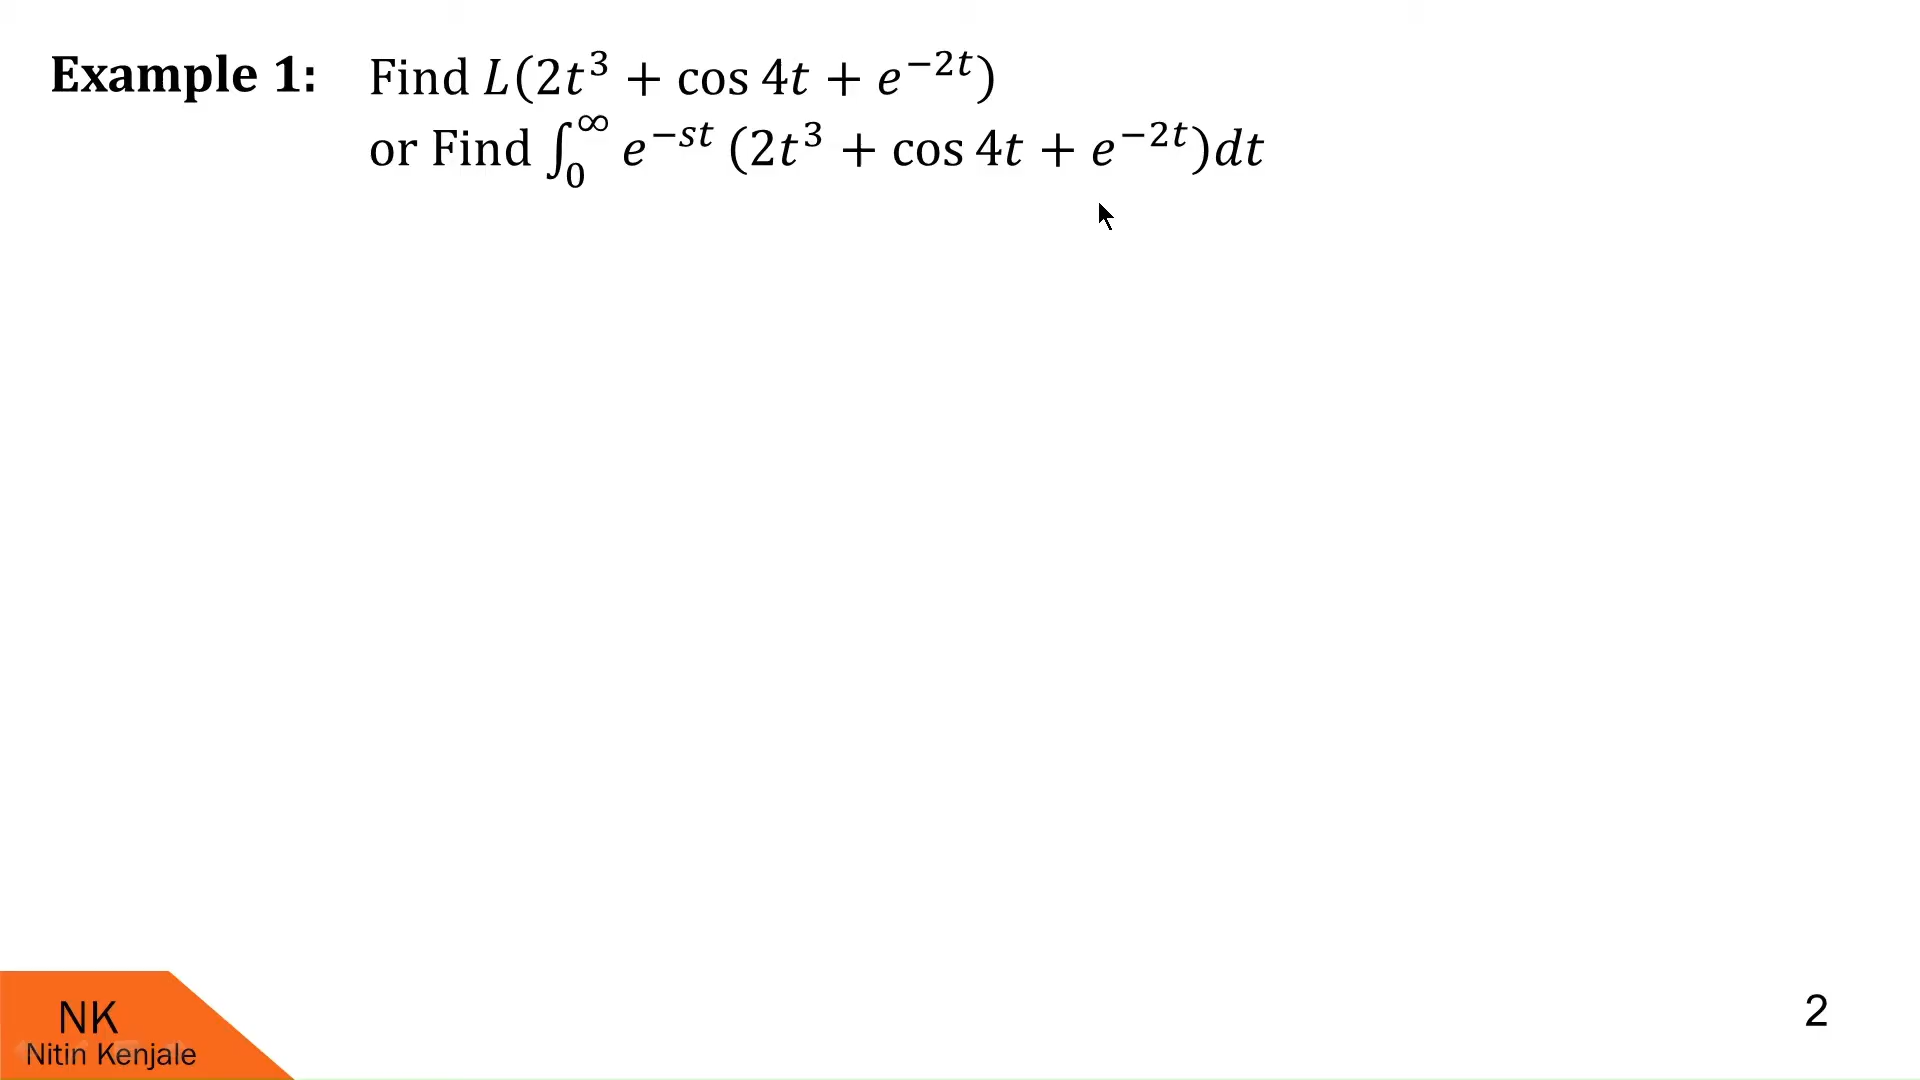 Example 1: Find L(2t³ + cos 4t + e⁻²ᵗ)
or Find ∫₀^∞ e⁻ˢᵗ (2t³ + cos 4t + e⁻²ᵗ)dt
NK
Nitin Kenjale
2